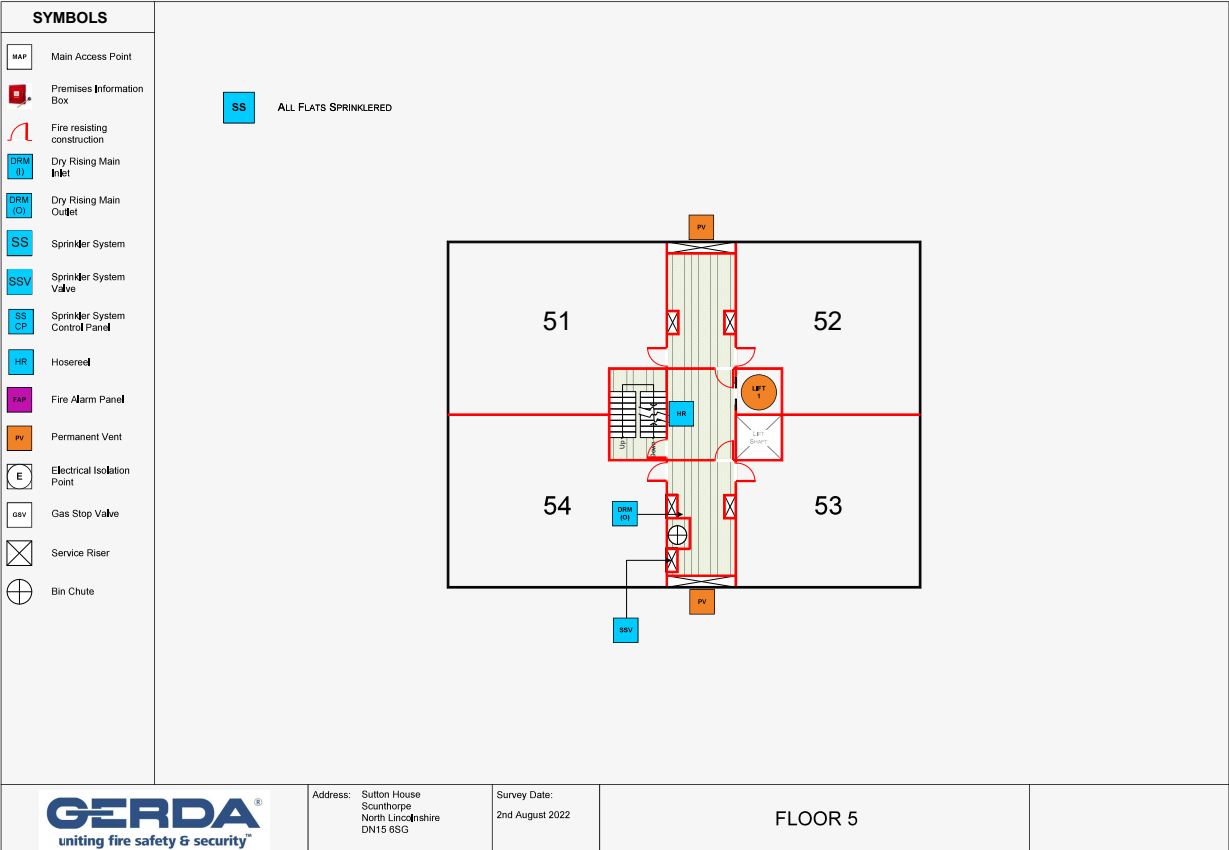 SYMBOLS
MAP
Main Access Point
Premises Information
Box
Fire resisting
construction
DRM
(I)
Dry Rising Main
Inlet
DRM
(O)
Dry Rising Main
Outlet
SS
Sprinkler System
SSV
Sprinkler System
Valve
SS
CP
Sprinkler System
Control Panel
HR
Hosereel
FAP
Fire Alarm Panel
PV
Permanent Vent
E
Electrical Isolation
Point
GSV
Gas Stop Valve
Service Riser
Bin Chute
SS
ALL FLATS SPRINKLERED
PV
51
52
LIFT
1
HR
LIFT
SHAFT
Up
Down
54
53
DRM
(O)
PV
SSV
GERDA®
uniting fire safety & security™
Address: Sutton House
Scunthorpe
North Lincolnshire
DN15 6SG
Survey Date:
2nd August 2022
FLOOR 5